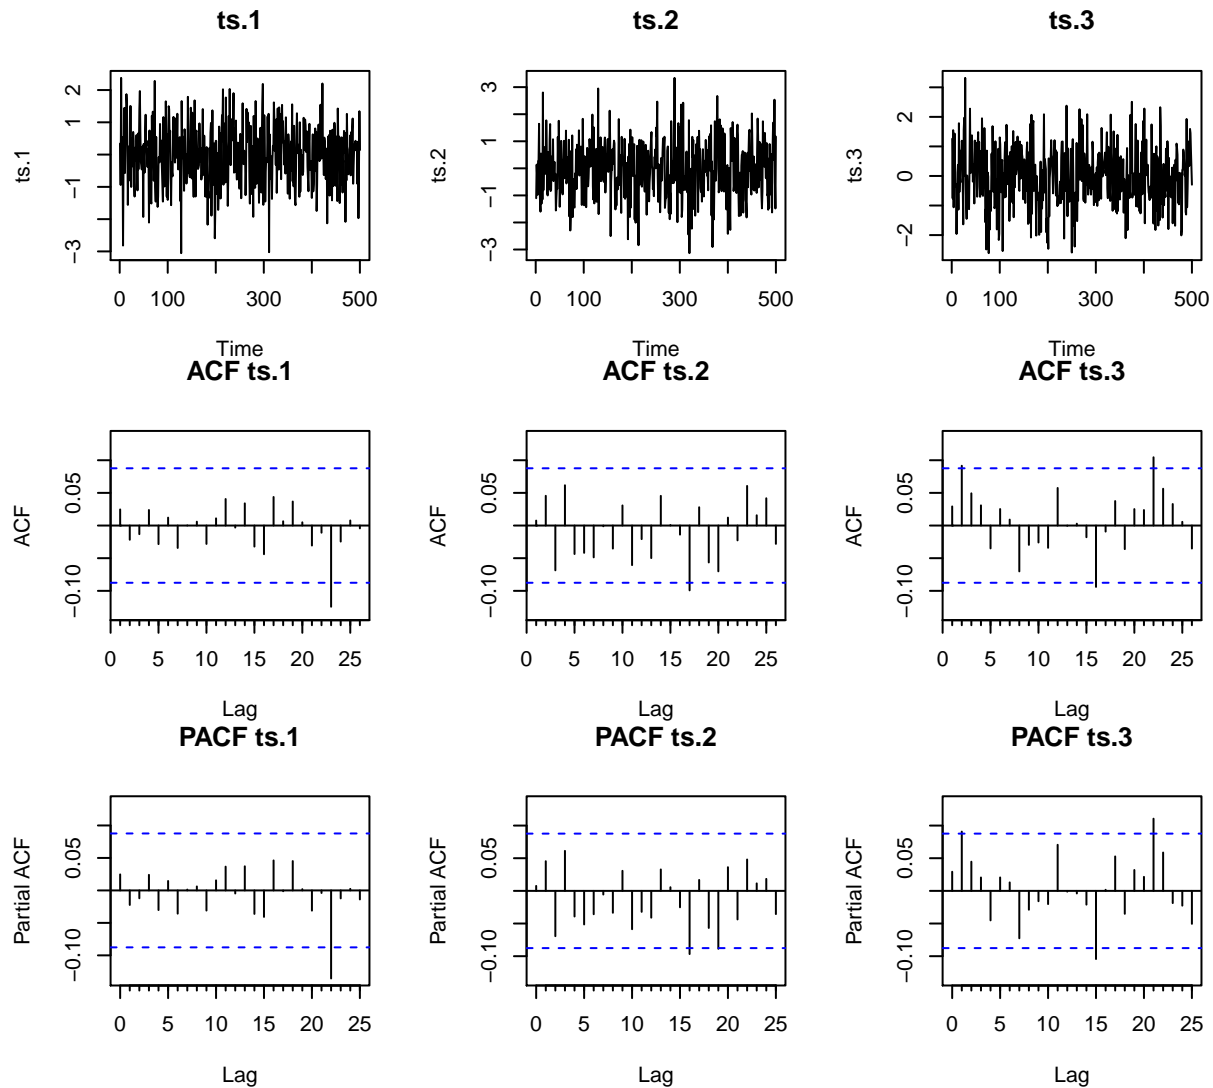 ts.1 ts.2 ts.3
ts.1
2
1
−1
−3
0 100 300 500
Time
ts.2
3
1
−1
−3
0 100 300 500
Time
ts.3
2
0
−2
0 100 300 500
Time
ACF ts.1 ACF ts.2 ACF ts.3
ACF
0.05
−0.10
0 5 10 15 20 25
Lag
ACF
0.05
−0.10
0 5 10 15 20 25
Lag
ACF
0.05
−0.10
0 5 10 15 20 25
Lag
PACF ts.1 PACF ts.2 PACF ts.3
Partial ACF
0.05
−0.10
0 5 10 15 20 25
Lag
Partial ACF
0.05
−0.10
0 5 10 15 20 25
Lag
Partial ACF
0.05
−0.10
0 5 10 15 20 25
Lag